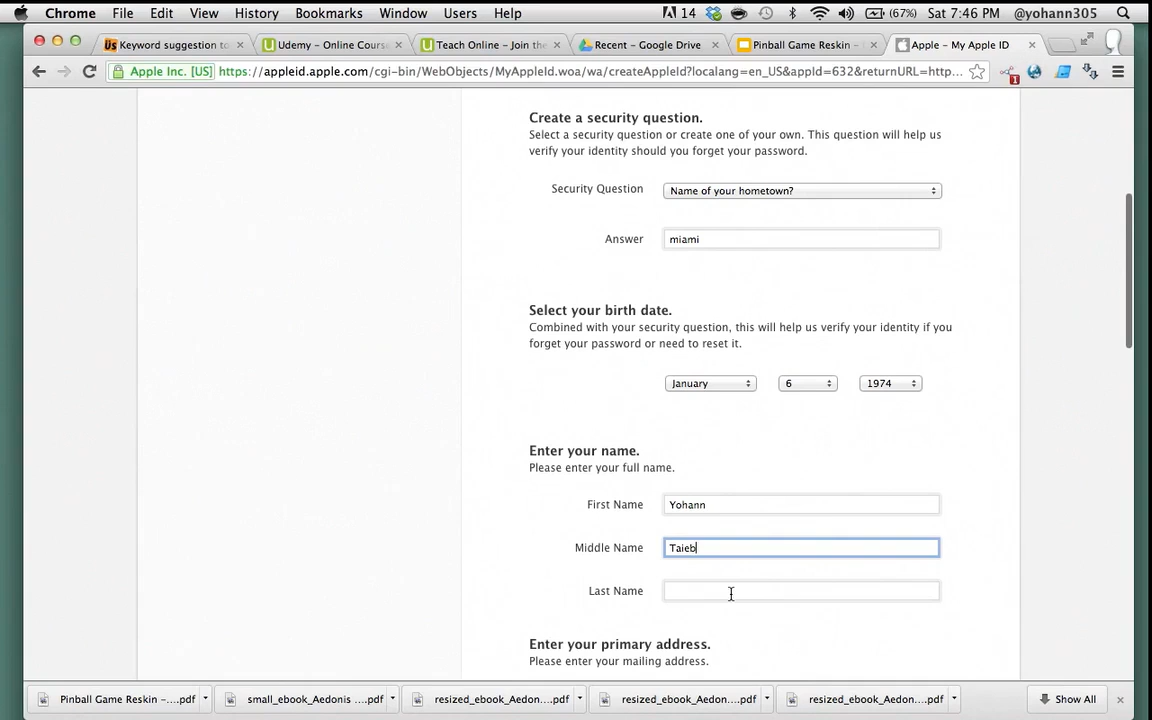 Chrome File Edit View History Bookmarks Window Users Help 14 (67%) Sat 7:46 PM @yohann305
Us Keyword suggestion to Udemy – Online Cours Teach Online – Join the Recent – Google Drive Pinball Game Reskin – Apple – My Apple ID
Apple Inc. [US] https://appleid.apple.com/cgi-bin/WebObjects/MyAppleId.woa/wa/createAppleId?localang=en_US&appId=632&returnURL=http... 1
Create a security question.
Select a security question or create one of your own. This question will help us
verify your identity should you forget your password.
Security Question Name of your hometown?
Answer miami
Select your birth date.
Combined with your security question, this will help us verify your identity if you
forget your password or need to reset it.
January 6 1974
Enter your name.
Please enter your full name.
First Name Yohann
Middle Name Taieb
Last Name
Enter your primary address.
Please enter your mailing address.
Pinball Game Reskin –....pdf small_ebook_Aedonis ....pdf resized_ebook_Aedon....pdf resized_ebook_Aedon....pdf resized_ebook_Aedon....pdf Show All